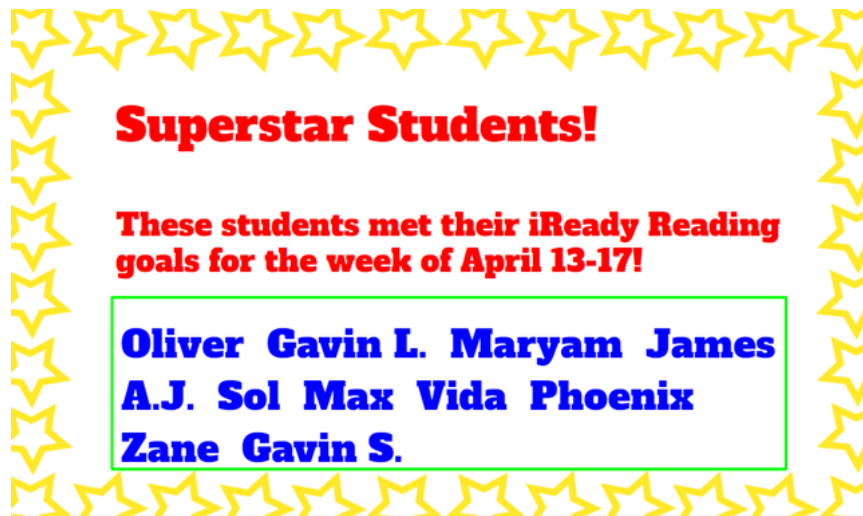 Superstar Students!
These students met their iReady Reading
goals for the week of April 13-17!
Oliver Gavin L. Maryam James
A.J. Sol Max Vida Phoenix
Zane Gavin S.